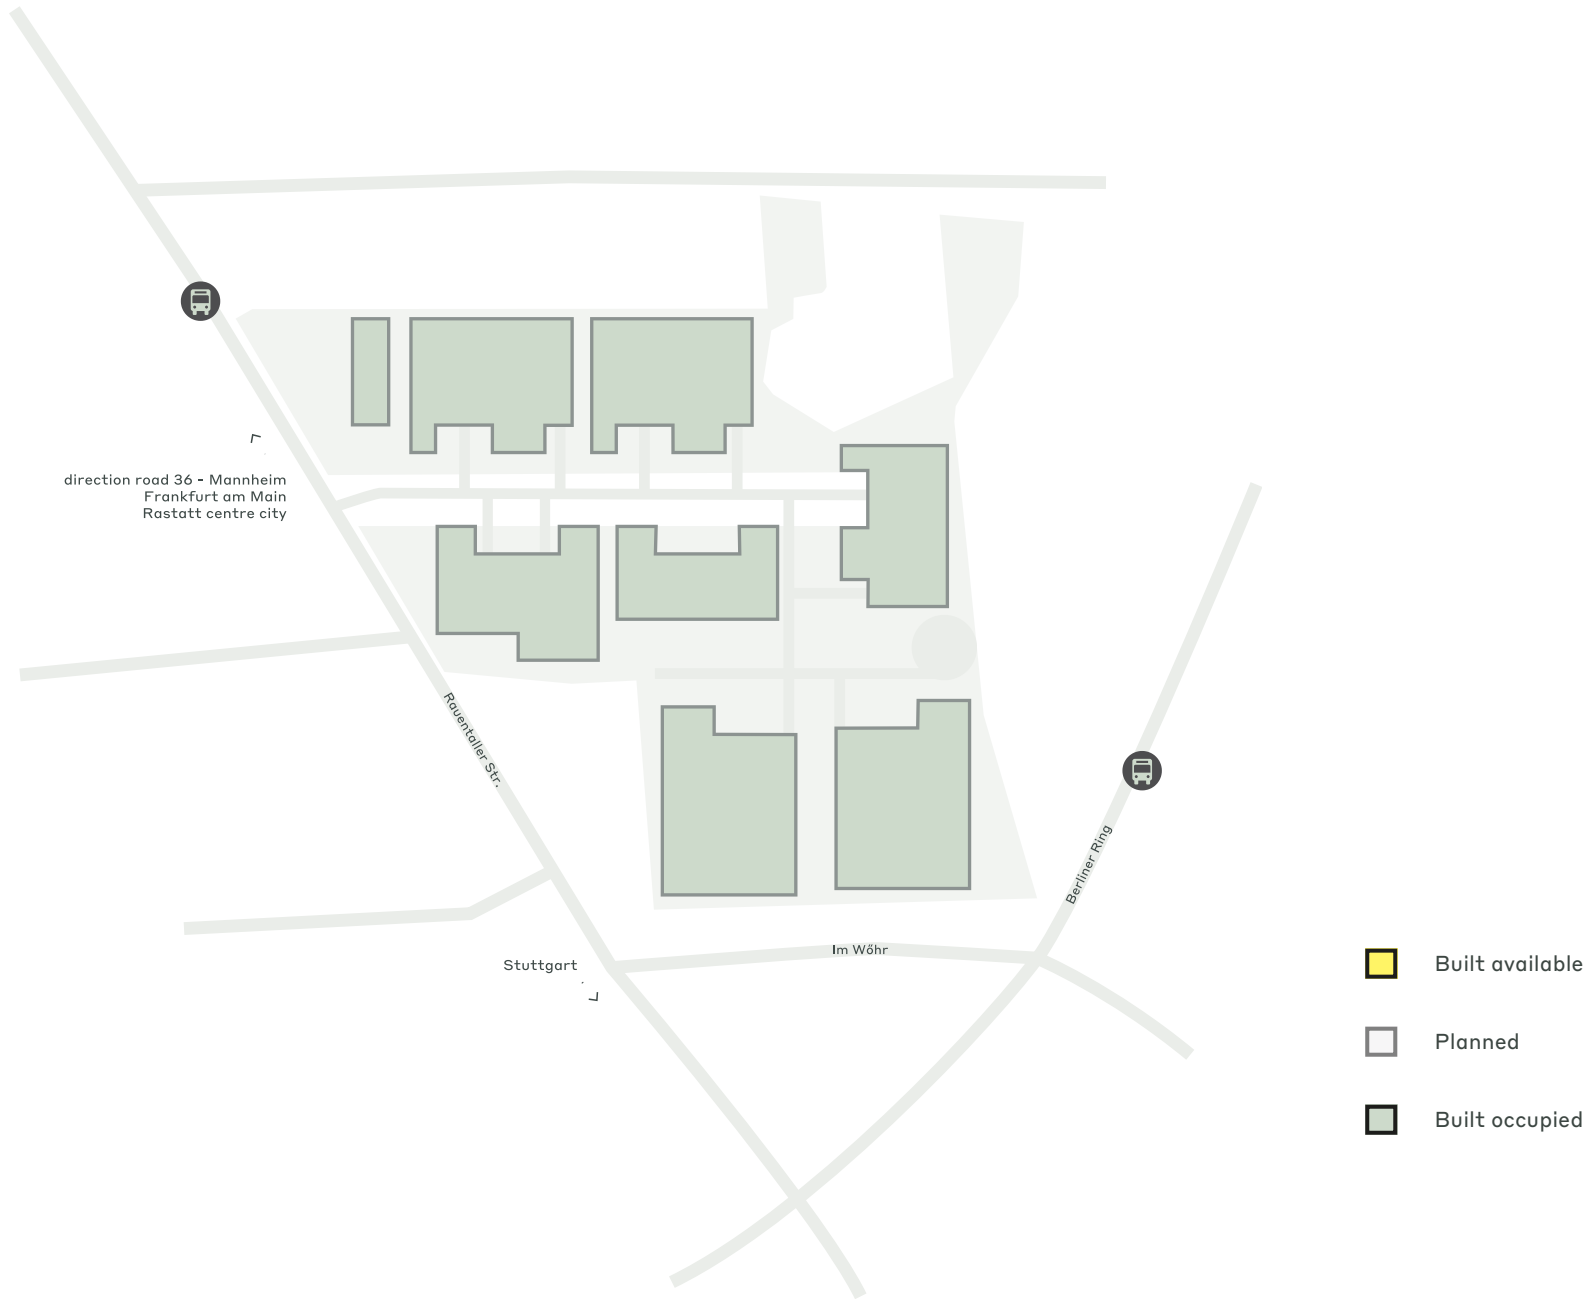 direction road 36 - Mannheim
Frankfurt am Main
Rastatt centre city
Rauentaller Str.
Berliner Ring
Im Wőhr
Stuttgart
Built available
Planned
Built occupied